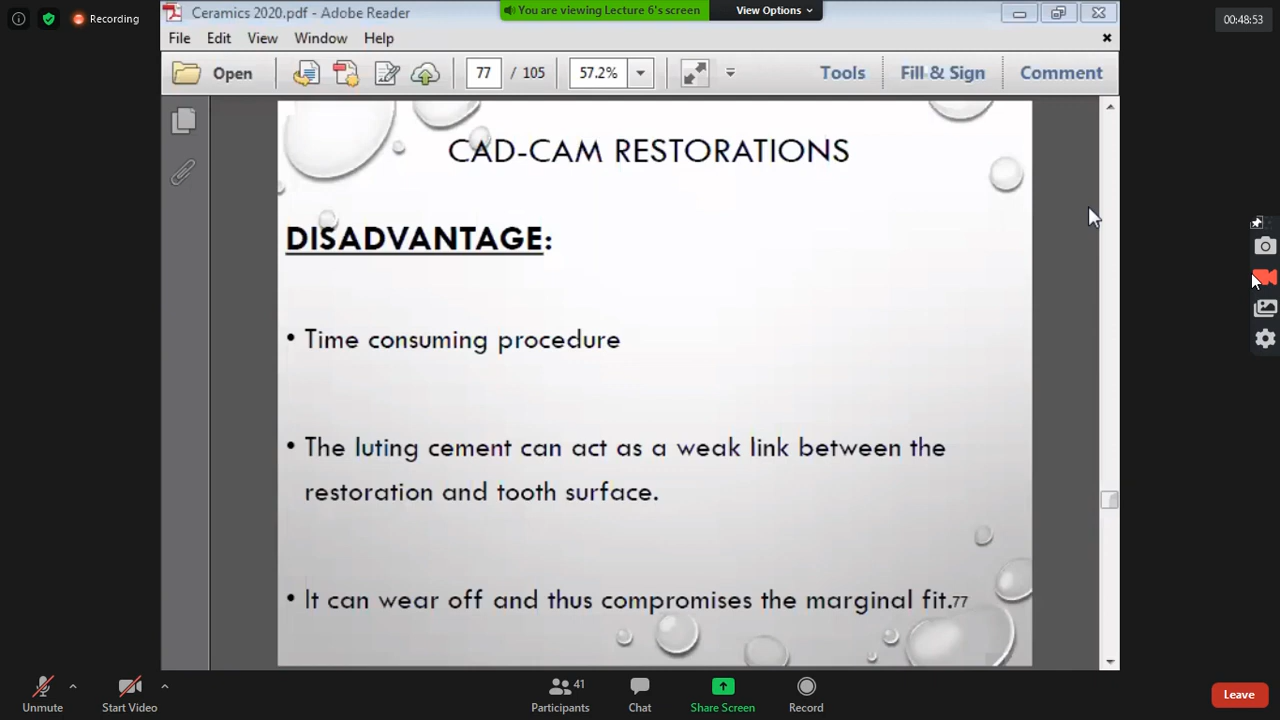 Recording
Ceramics 2020.pdf - Adobe Reader
You are viewing Lecture 6's screen
View Options
00:48:53
File Edit View Window Help
Open
77 / 105
57.2%
Tools
Fill & Sign
Comment
CAD-CAM RESTORATIONS
DISADVANTAGE:
• Time consuming procedure
• The luting cement can act as a weak link between the
restoration and tooth surface.
• It can wear off and thus compromises the marginal fit.
77
Unmute
Start Video
41
Participants
Chat
Share Screen
Record
Leave